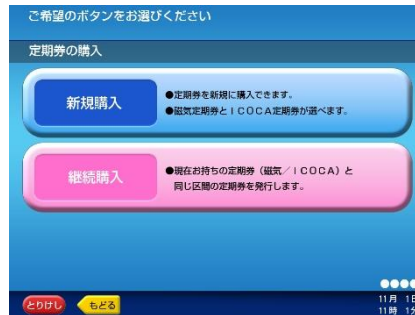 ご希望のボタンをお選びください
定期券の購入
新規購入
●定期券を新規に購入できます。
●磁気定期券とICOCA定期券が選べます。
継続購入
●現在お持ちの定期券（磁気／ICOCA）と
同じ区間の定期券を発行します。
とりけし
もどる
11月 1日
11時 1分